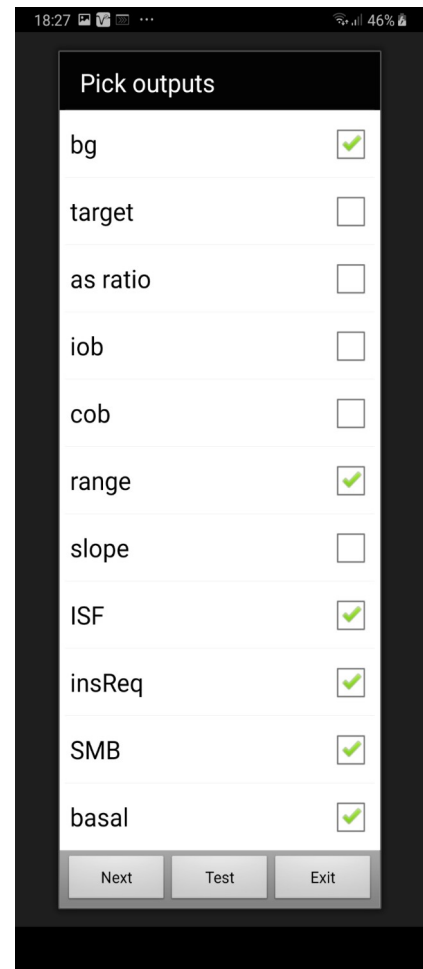 18:27 ... 46%
Pick outputs
bg
target
as ratio
iob
cob
range
slope
ISF
insReq
SMB
basal
Next Test Exit